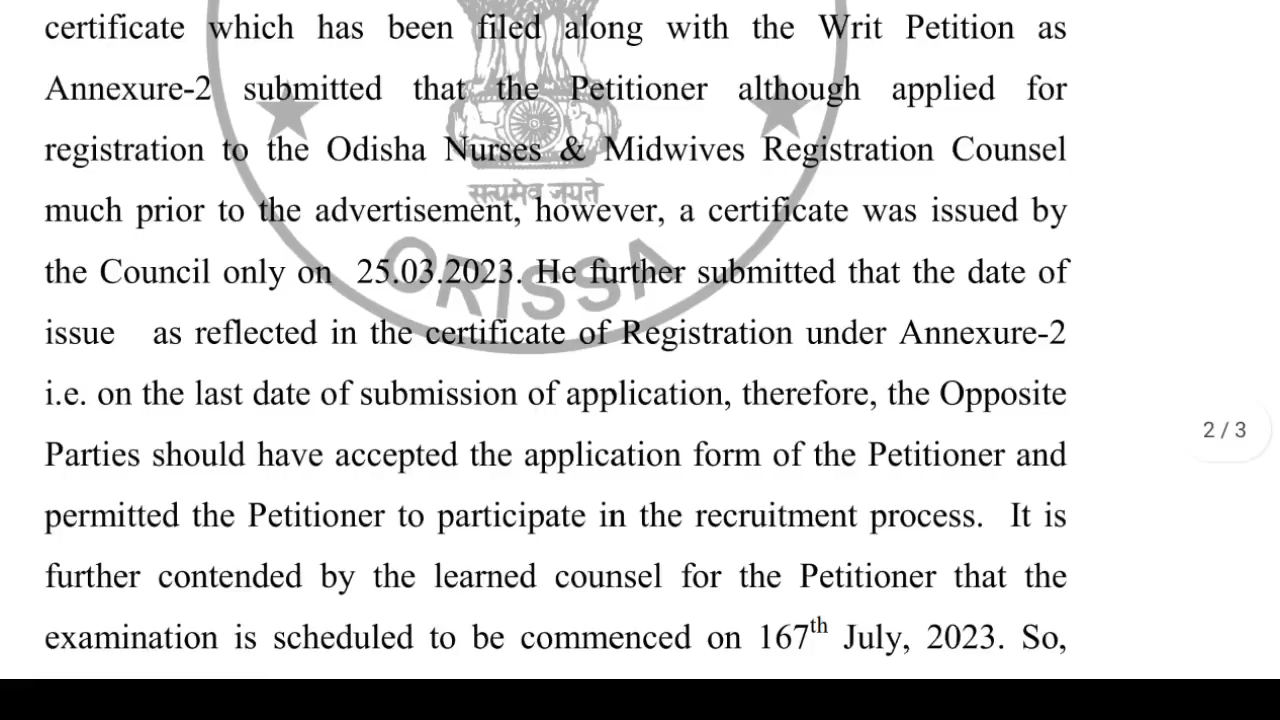 certificate which has been filed along with the Writ Petition as
Annexure-2 submitted that the Petitioner although applied for
registration to the Odisha Nurses & Midwives Registration Counsel
सत्यमेव जयते
much prior to the advertisement, however, a certificate was issued by
the Council only on 25.03.2023. He further submitted that the date of
ORISSA
issue as reflected in the certificate of Registration under Annexure-2
i.e. on the last date of submission of application, therefore, the Opposite
2 / 3
Parties should have accepted the application form of the Petitioner and
permitted the Petitioner to participate in the recruitment process. It is
further contended by the learned counsel for the Petitioner that the
examination is scheduled to be commenced on 167th July, 2023. So,